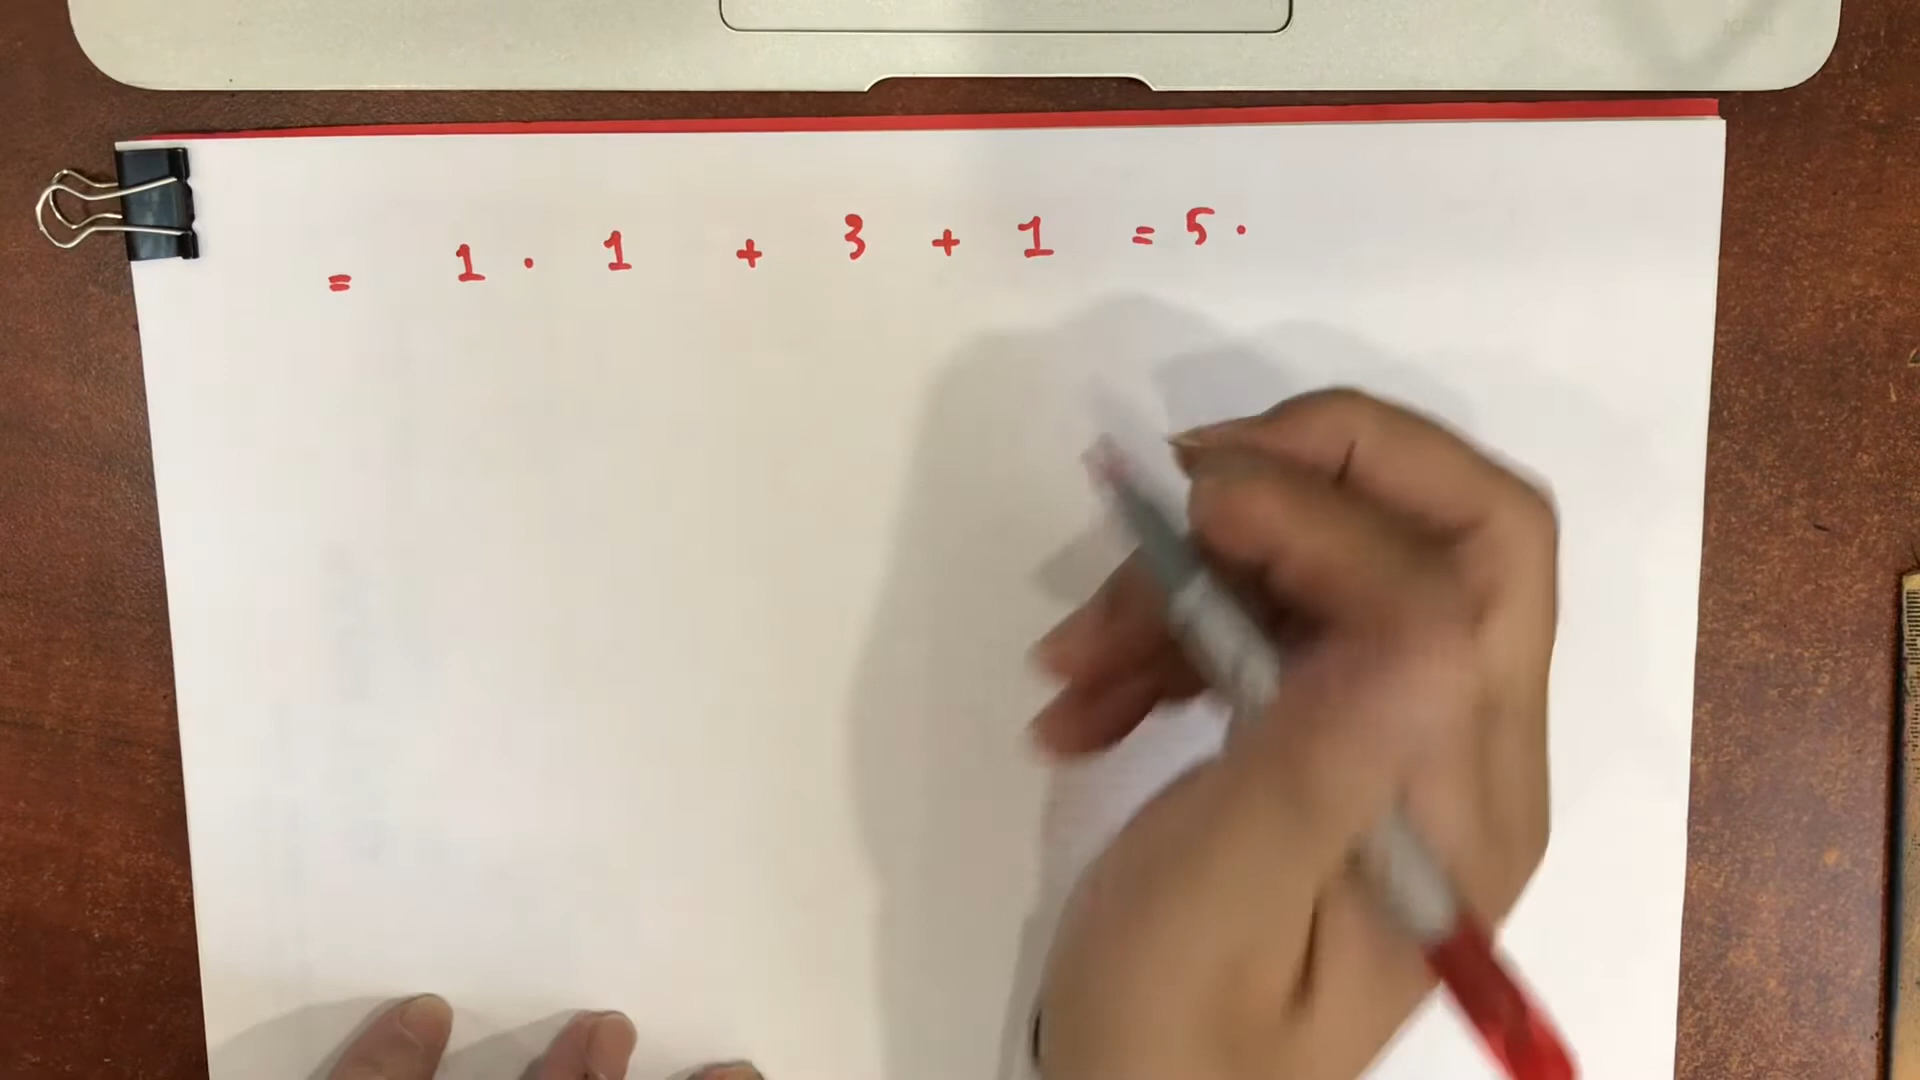 = 1 . 1 + 3 + 1 = 5 .